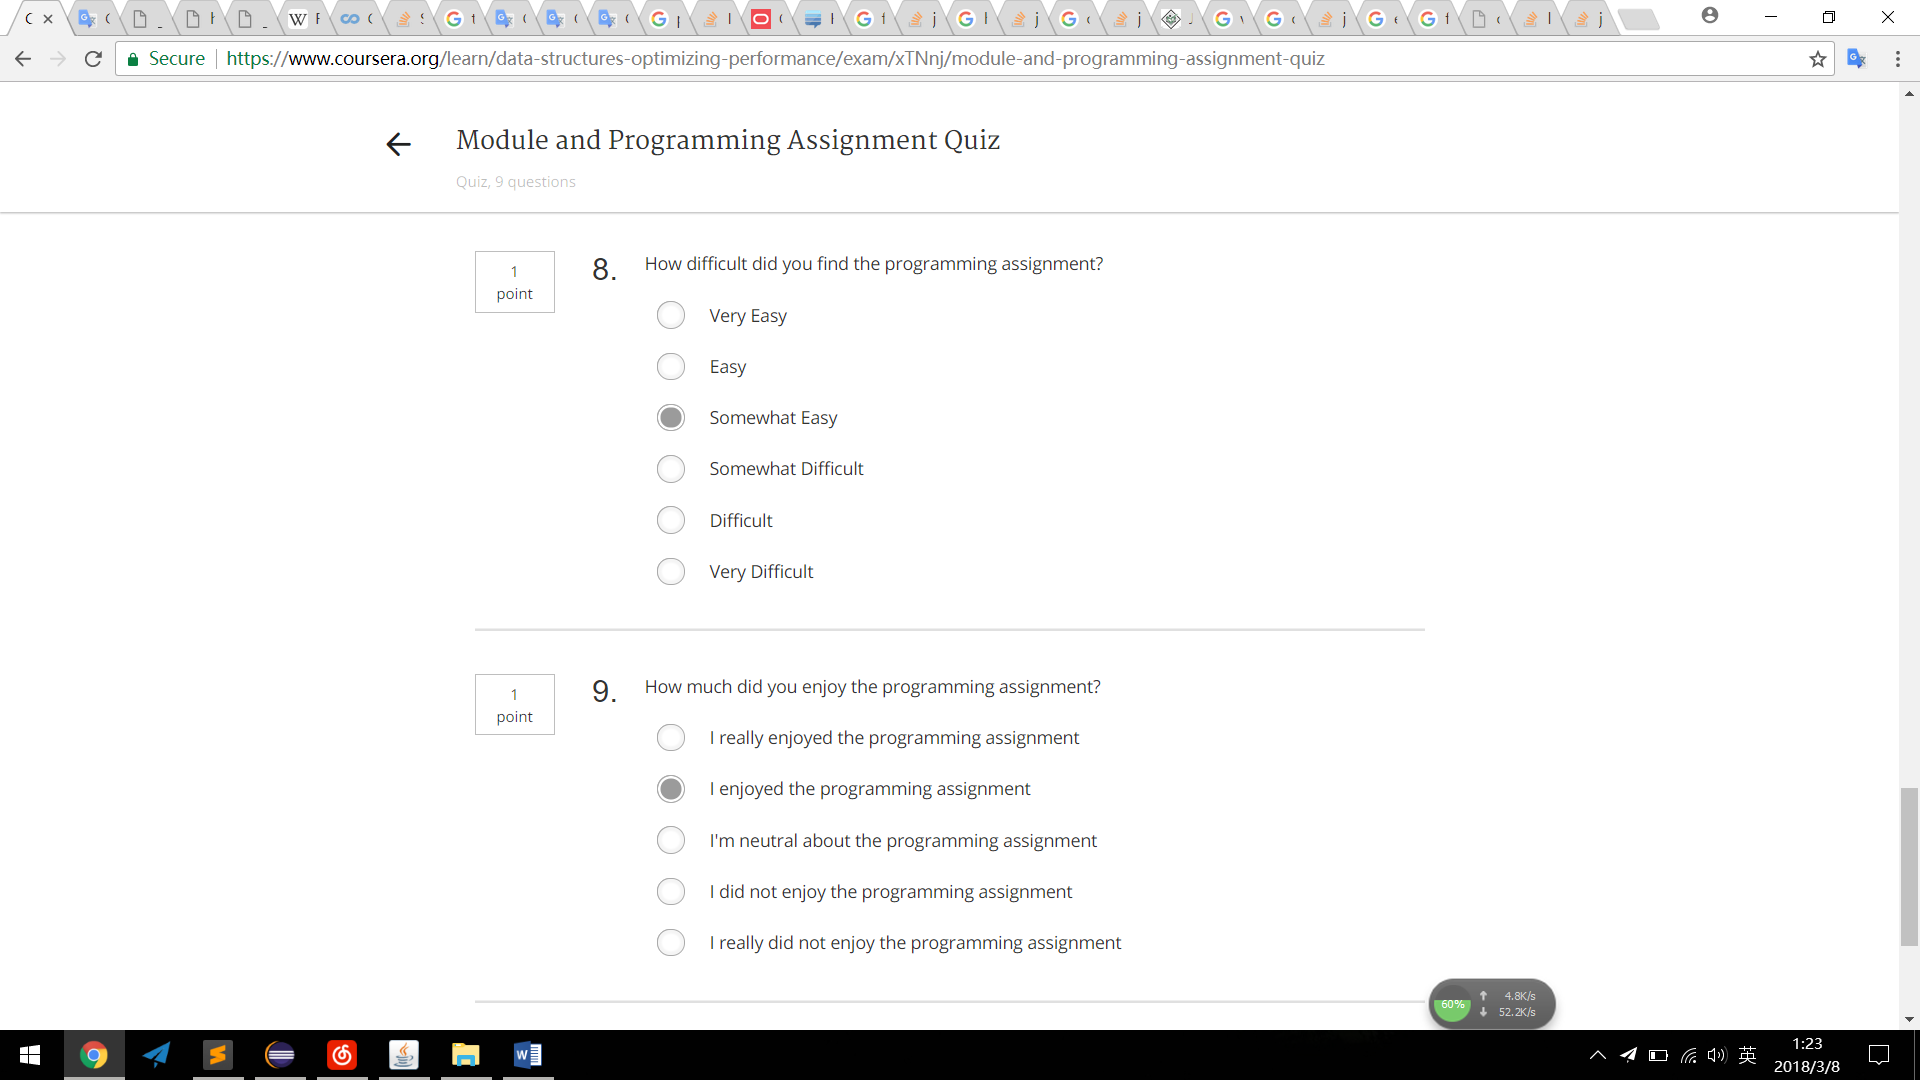 Secure
https://www.coursera.org/learn/data-structures-optimizing-performance/exam/xTNnj/module-and-programming-assignment-quiz
Module and Programming Assignment Quiz
Quiz, 9 questions
1
point
8.
How difficult did you find the programming assignment?
Very Easy
Easy
Somewhat Easy
Somewhat Difficult
Difficult
Very Difficult
1
point
9.
How much did you enjoy the programming assignment?
I really enjoyed the programming assignment
I enjoyed the programming assignment
I'm neutral about the programming assignment
I did not enjoy the programming assignment
I really did not enjoy the programming assignment
60%
4.8K/s
52.2K/s
英
1:23
2018/3/8